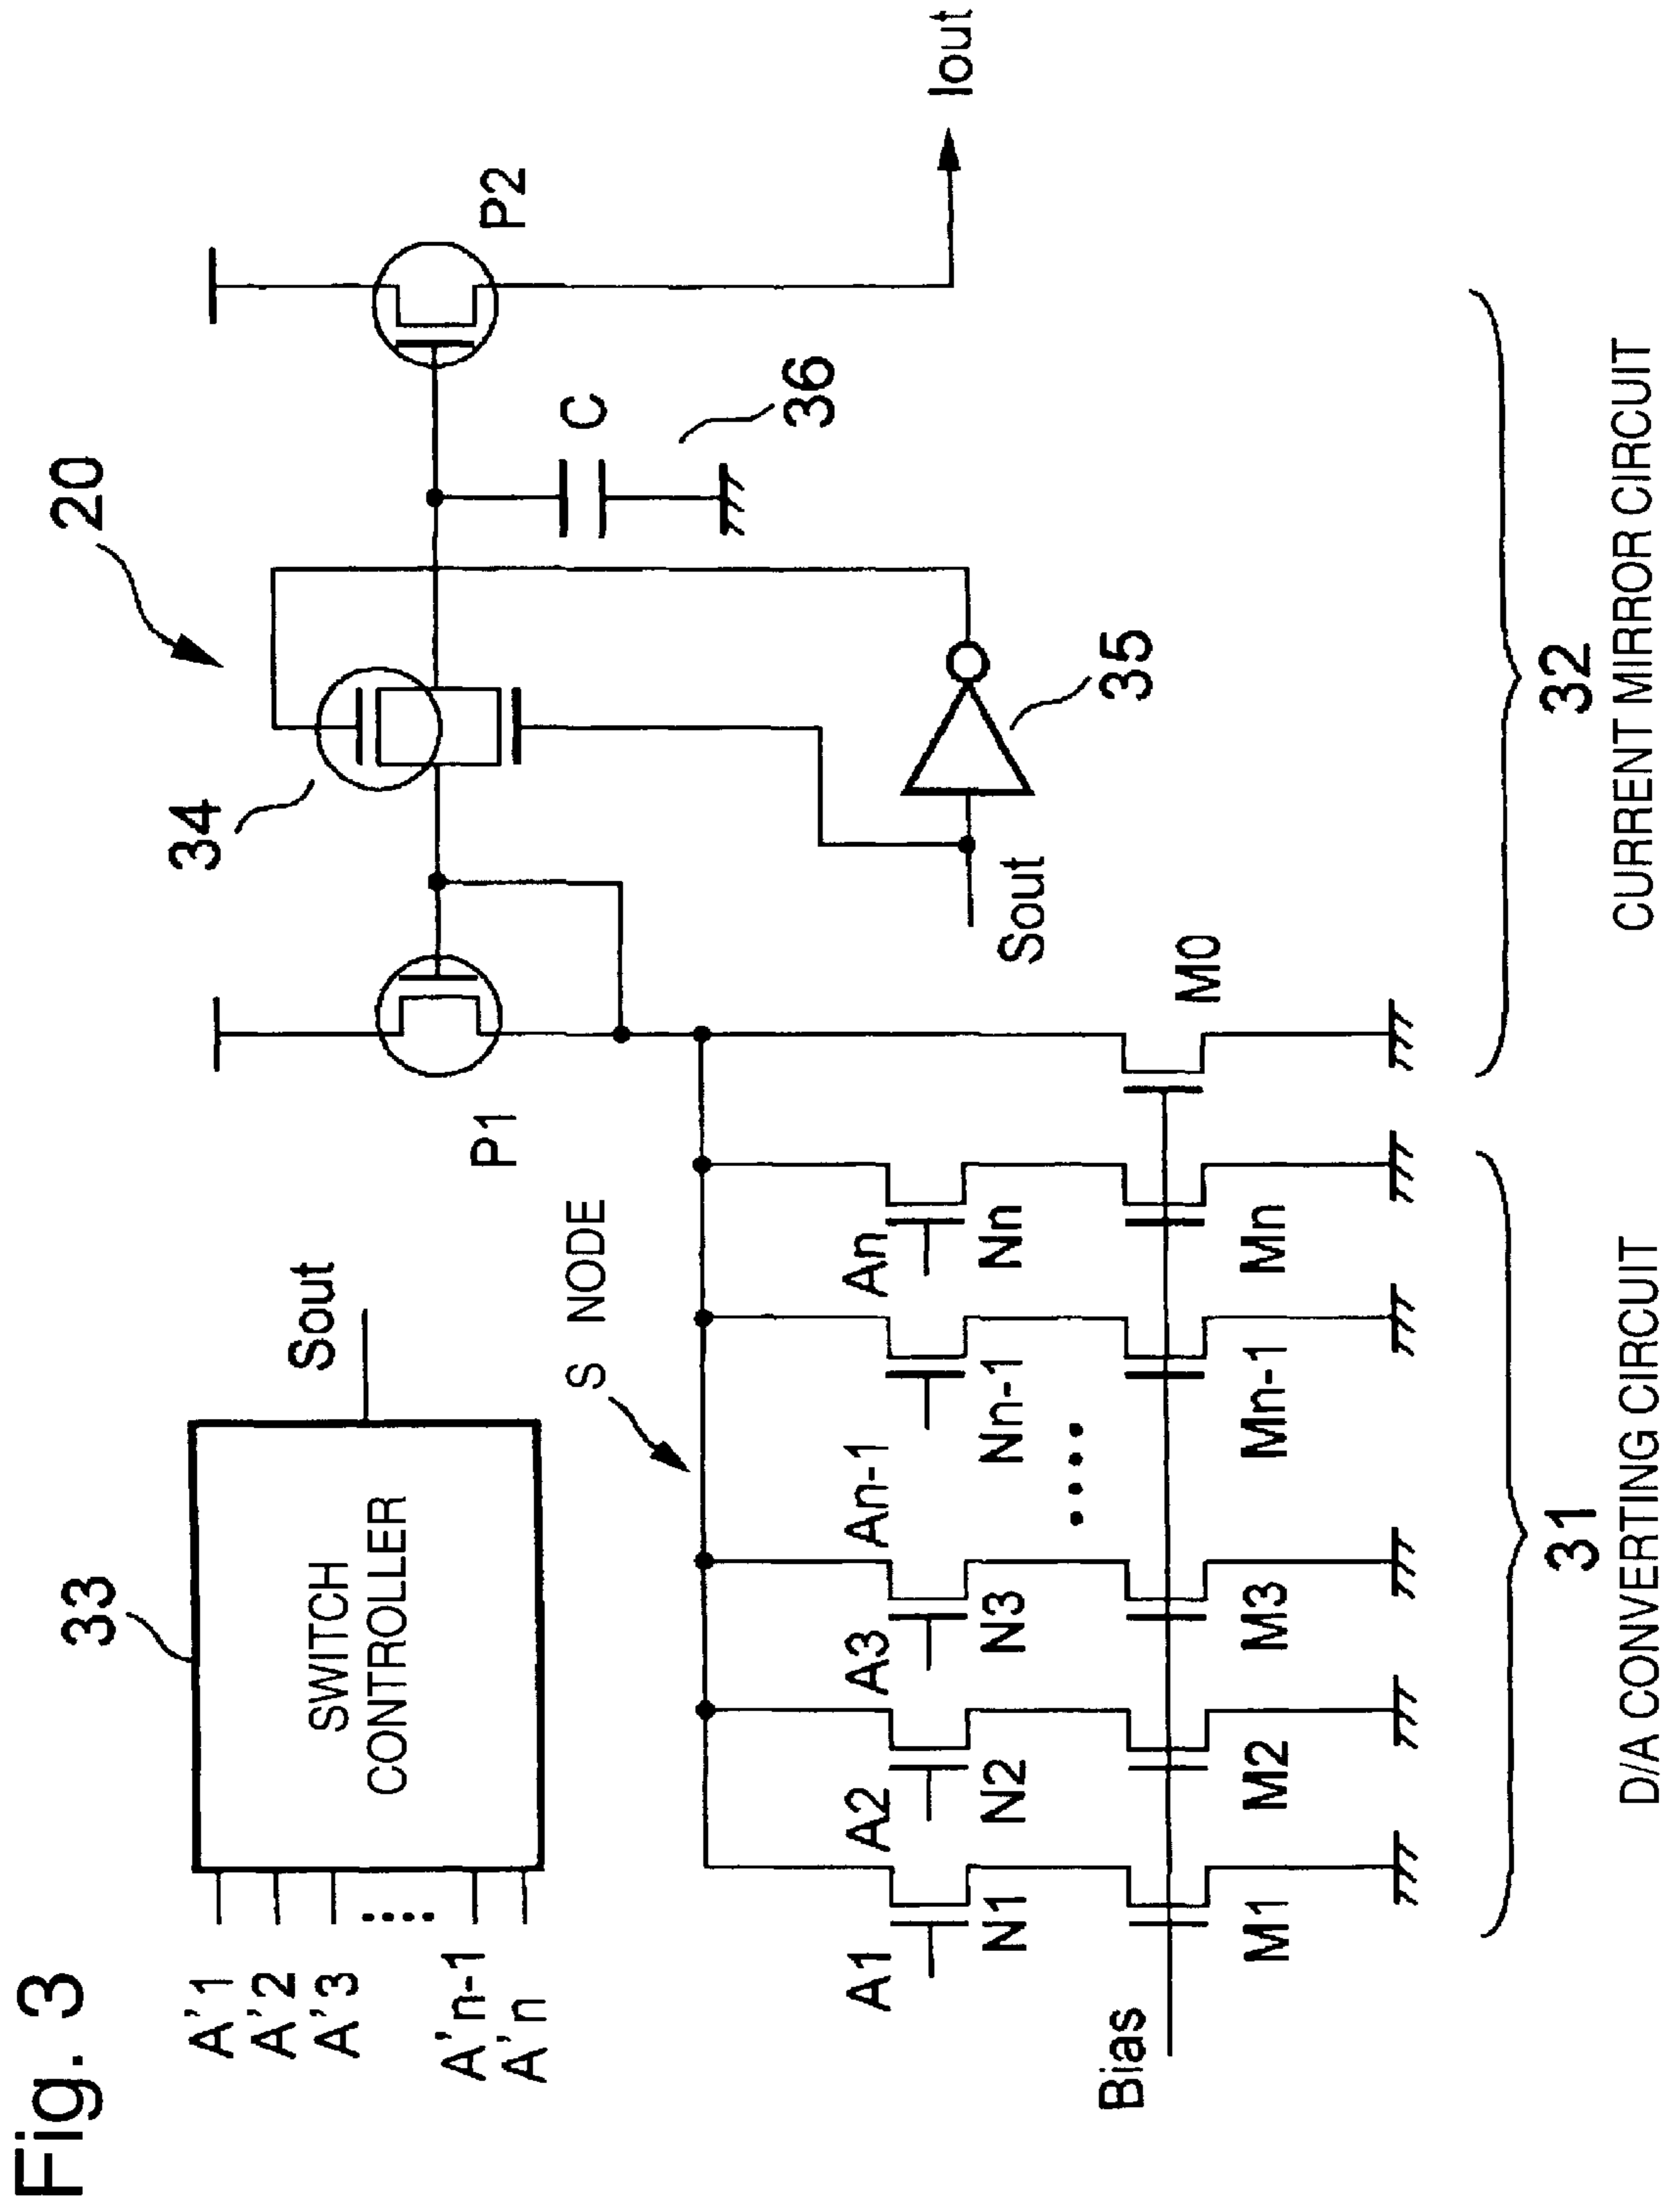 Fig. 3
33
A'1
A'2
A'3
A'n-1
A'n
SWITCH
CONTROLLER
Sout
20
34
P1
P2
C
36
35
Sout
Iout
S NODE
A1
A2
A3
An-1
An
N1
N2
N3
Nn-1
Nn
Bias
M1
M2
M3
Mn-1
Mn
M0
31
D/A CONVERTING CIRCUIT
32
CURRENT MIRROR CIRCUIT